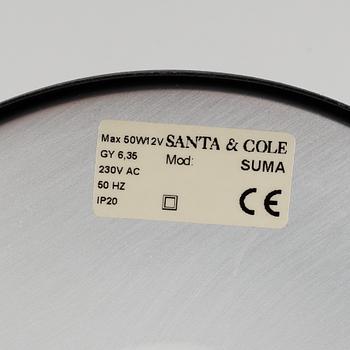 Max 50W12V SANTA & COLE
GY 6,35 Mod: SUMA
230V AC
50 HZ
IP20
CE